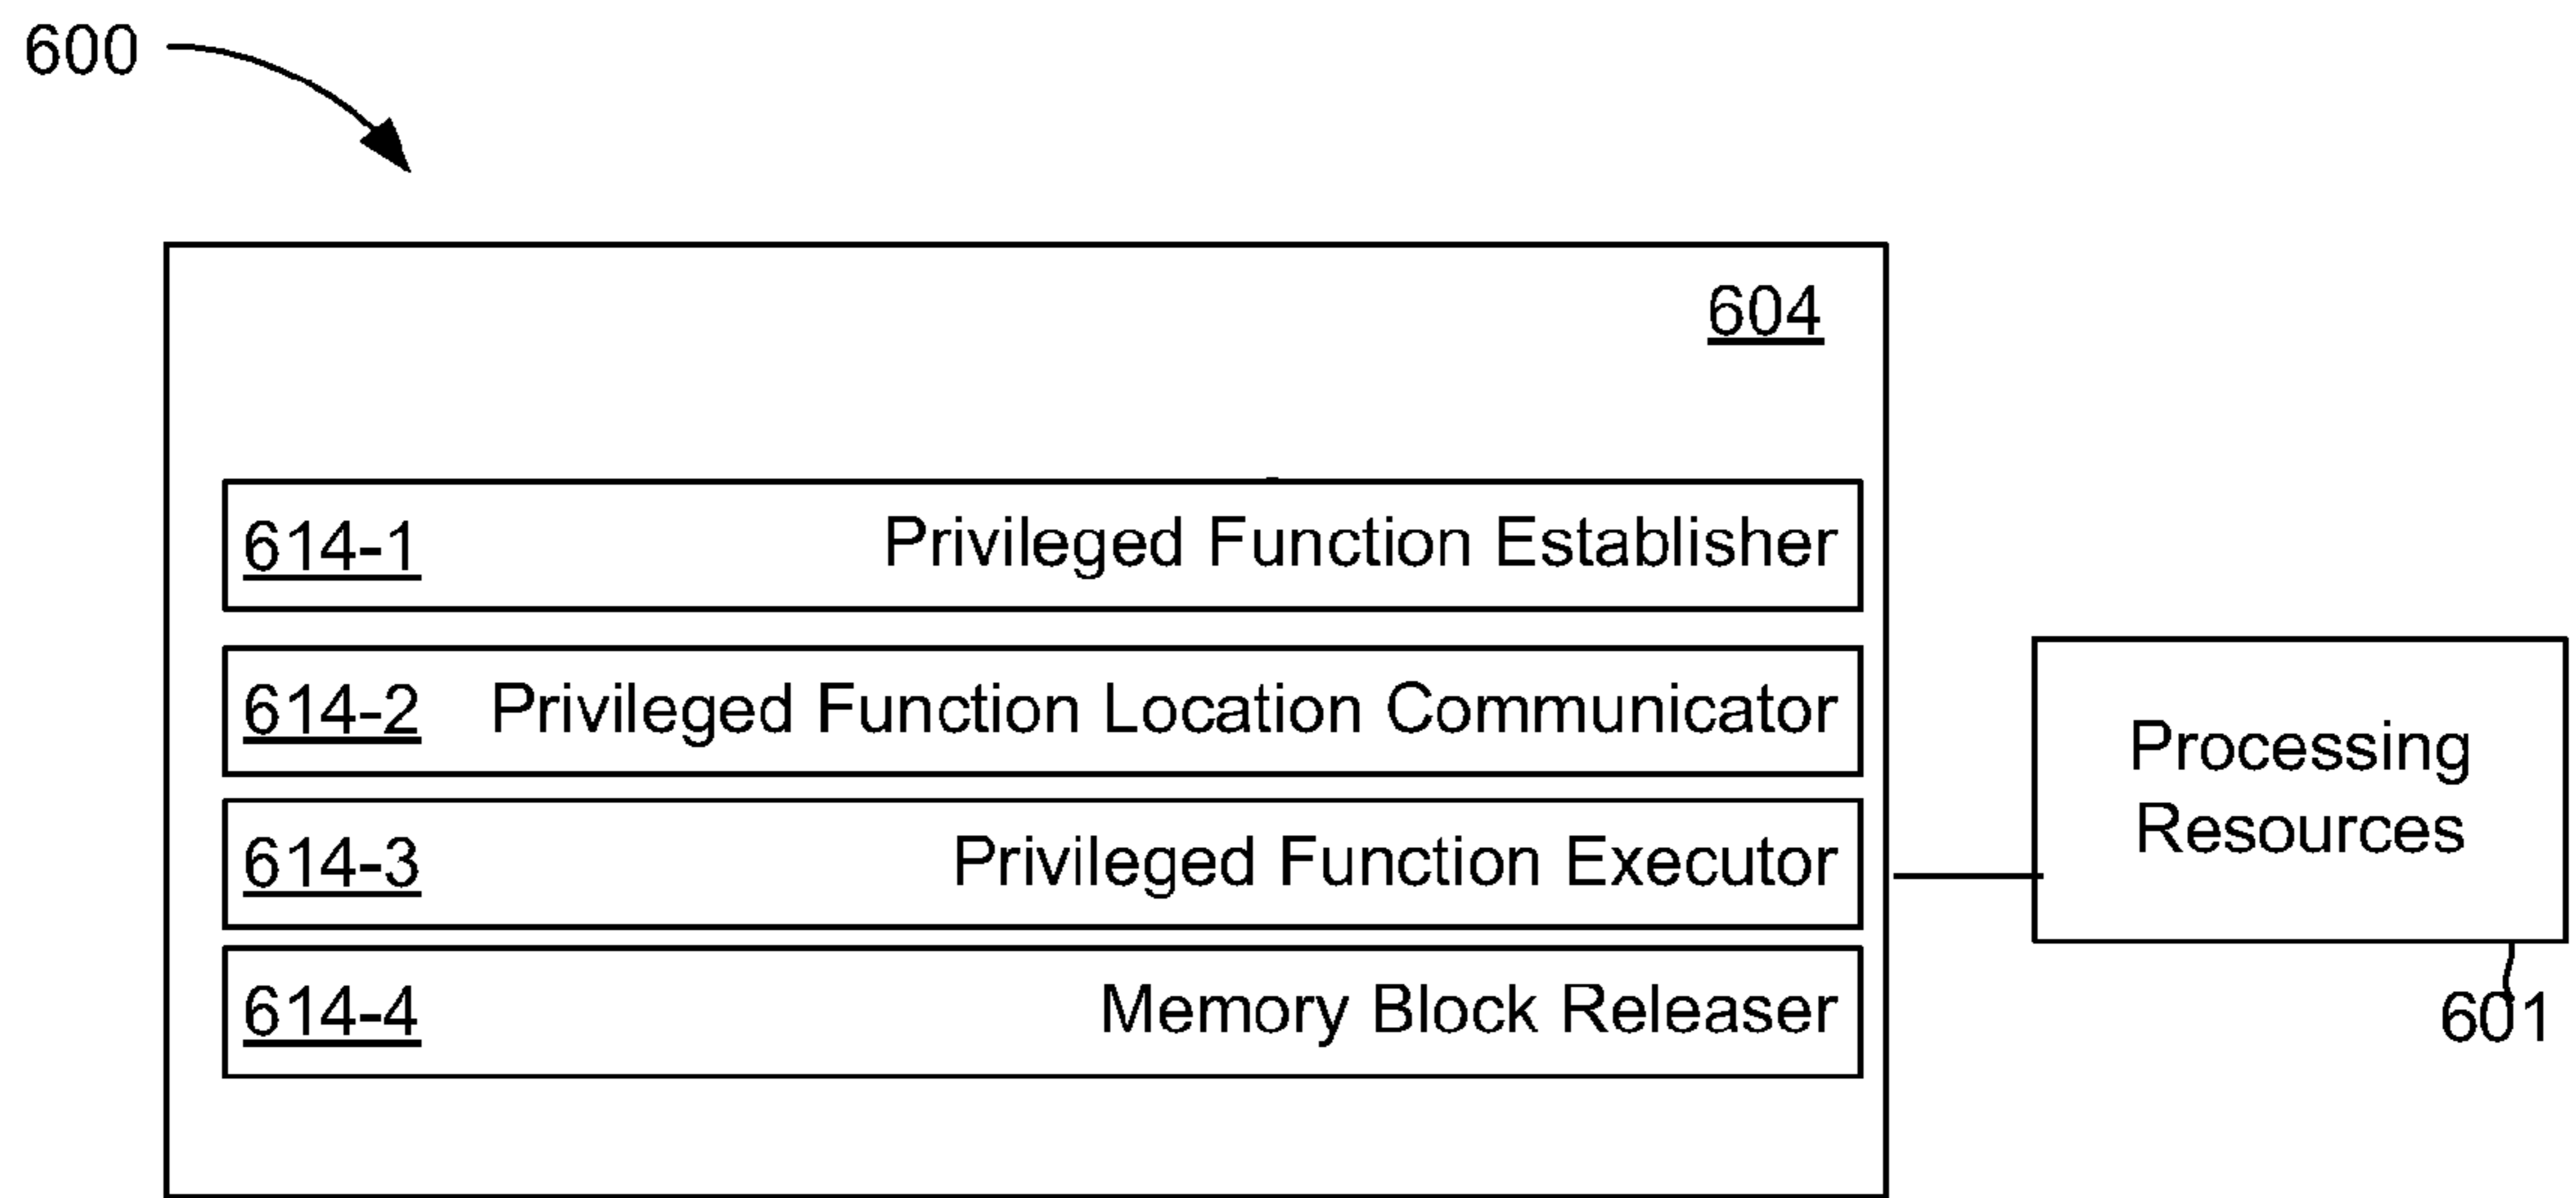 600
604
614-1 Privileged Function Establisher
614-2 Privileged Function Location Communicator
614-3 Privileged Function Executor
614-4 Memory Block Releaser
Processing
Resources
601